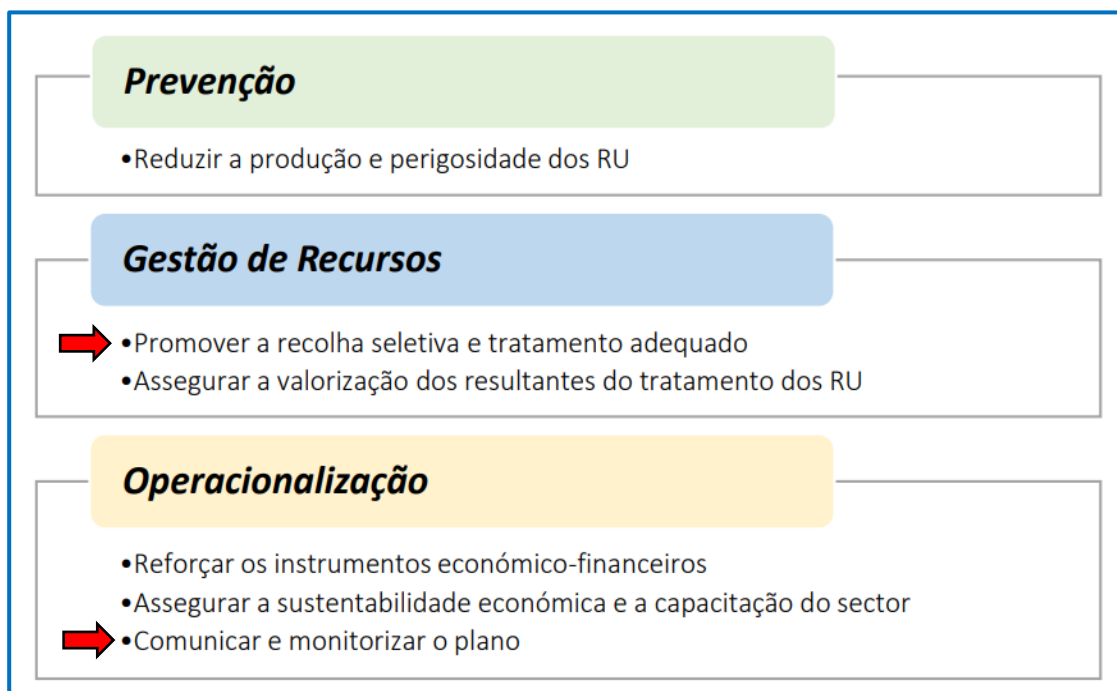 Prevenção
•Reduzir a produção e perigosidade dos RU
Gestão de Recursos
•Promover a recolha seletiva e tratamento adequado
•Assegurar a valorização dos resultantes do tratamento dos RU
Operacionalização
•Reforçar os instrumentos económico-financeiros
•Assegurar a sustentabilidade económica e a capacitação do sector
•Comunicar e monitorizar o plano